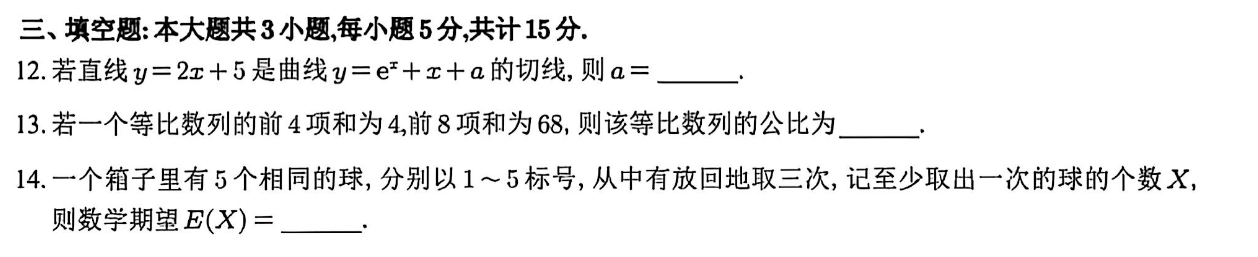 三、填空题:本大题共3小题,每小题5分,共计15分.
12. 若直线 y=2x+5 是曲线 y=eˣ+x+a 的切线, 则 a=______.
13. 若一个等比数列的前4项和为4,前8项和为68, 则该等比数列的公比为______.
14. 一个箱子里有5个相同的球, 分别以1~5标号, 从中有放回地取三次, 记至少取出一次的球的个数X,
则数学期望 E(X)=______.